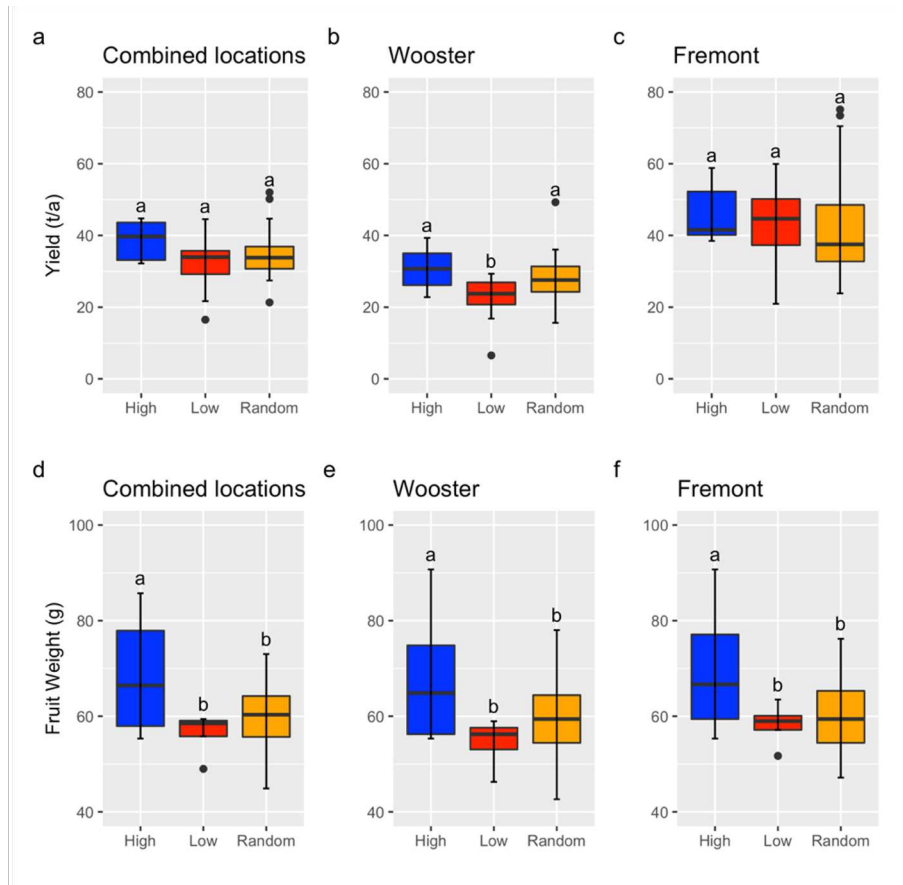 a
Combined locations
b
Wooster
c
Fremont
Yield (t/a)
80
60
40
20
0
a
a
a
High
Low
Random
80
60
40
20
0
a
b
a
High
Low
Random
80
60
40
20
0
a
a
a
High
Low
Random
d
Combined locations
e
Wooster
f
Fremont
Fruit Weight (g)
100
80
60
40
a
b
b
High
Low
Random
100
80
60
40
a
b
b
High
Low
Random
100
80
60
40
a
b
b
High
Low
Random